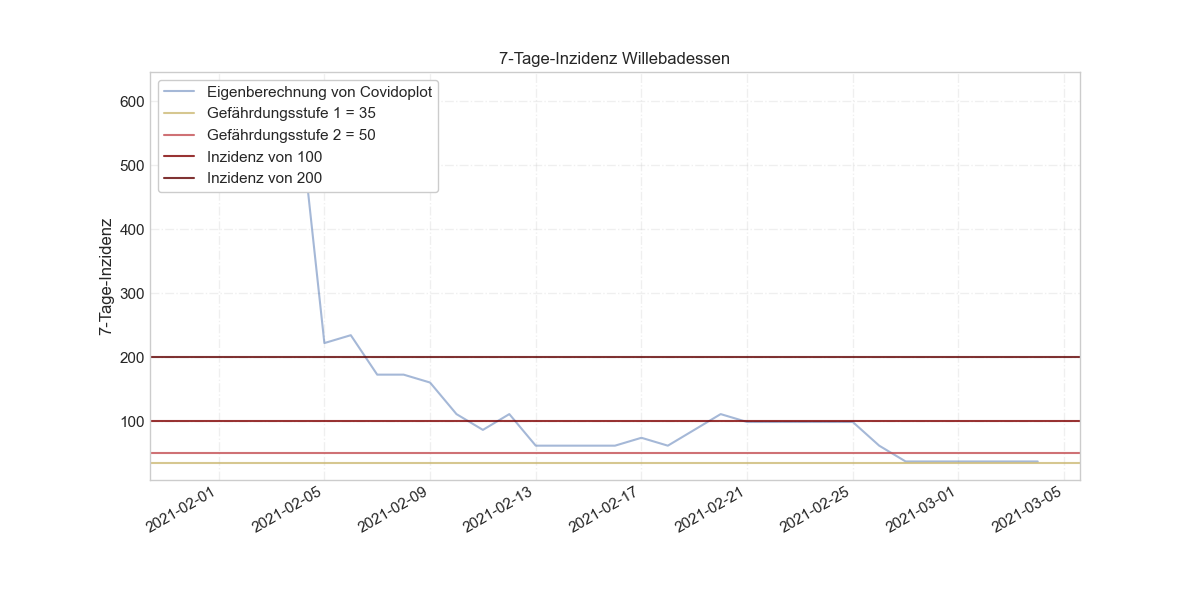 7-Tage-Inzidenz Willebadessen
Eigenberechnung von Covidoplot
Gefährdungsstufe 1 = 35
Gefährdungsstufe 2 = 50
Inzidenz von 100
Inzidenz von 200
7-Tage-Inzidenz
600
500
400
300
200
100
2021-02-01
2021-02-05
2021-02-09
2021-02-13
2021-02-17
2021-02-21
2021-02-25
2021-03-01
2021-03-05